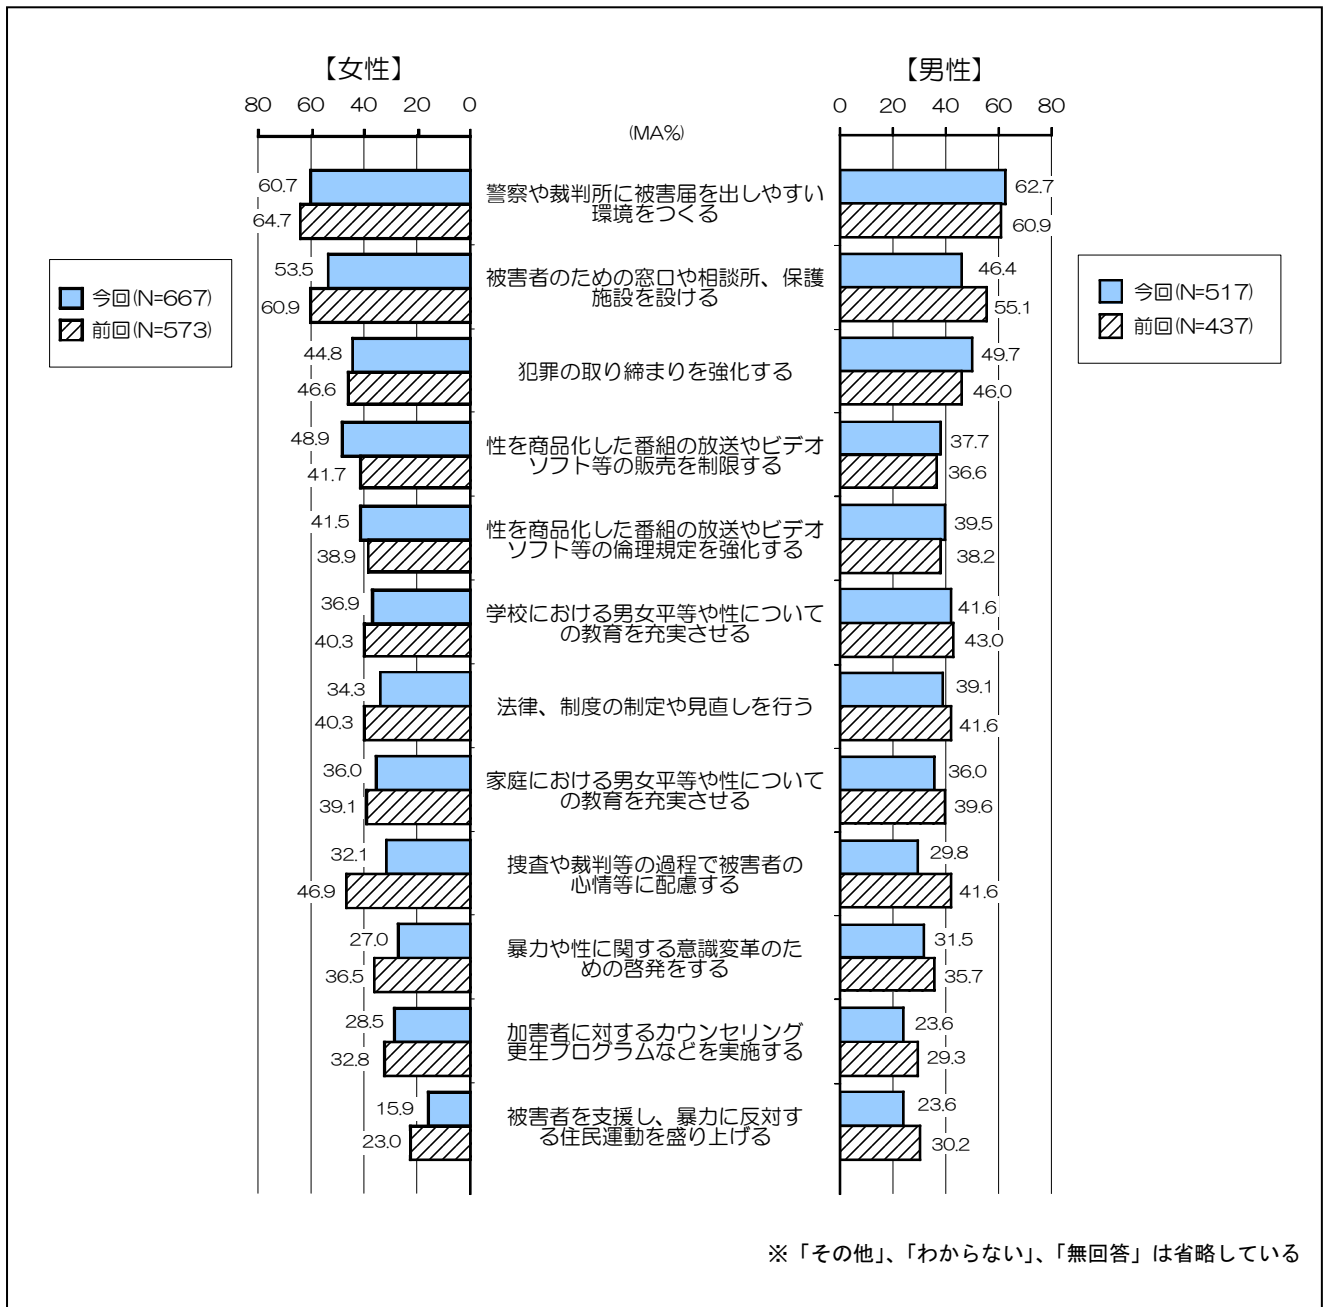 【女性】
【男性】
80 60 40 20 0
0 20 40 60 80
(MA%)
60.7
64.7
警察や裁判所に被害届を出しやすい
環境をつくる
62.7
60.9
今回(N=667)
前回(N=573)
今回(N=517)
前回(N=437)
53.5
60.9
被害者のための窓口や相談所、保護
施設を設ける
46.4
55.1
44.8
46.6
犯罪の取り締まりを強化する
49.7
46.0
48.9
41.7
性を商品化した番組の放送やビデオ
ソフト等の販売を制限する
37.7
36.6
41.5
38.9
性を商品化した番組の放送やビデオ
ソフト等の倫理規定を強化する
39.5
38.2
36.9
40.3
学校における男女平等や性について
の教育を充実させる
41.6
43.0
34.3
40.3
法律、制度の制定や見直しを行う
39.1
41.6
36.0
39.1
家庭における男女平等や性について
の教育を充実させる
36.0
39.6
32.1
46.9
捜査や裁判等の過程で被害者の
心情等に配慮する
29.8
41.6
27.0
36.5
暴力や性に関する意識変革のた
めの啓発をする
31.5
35.7
28.5
32.8
加害者に対するカウンセリング
更生プログラムなどを実施する
23.6
29.3
15.9
23.0
被害者を支援し、暴力に反対す
る住民運動を盛り上げる
23.6
30.2
※「その他」、「わからない」、「無回答」は省略している